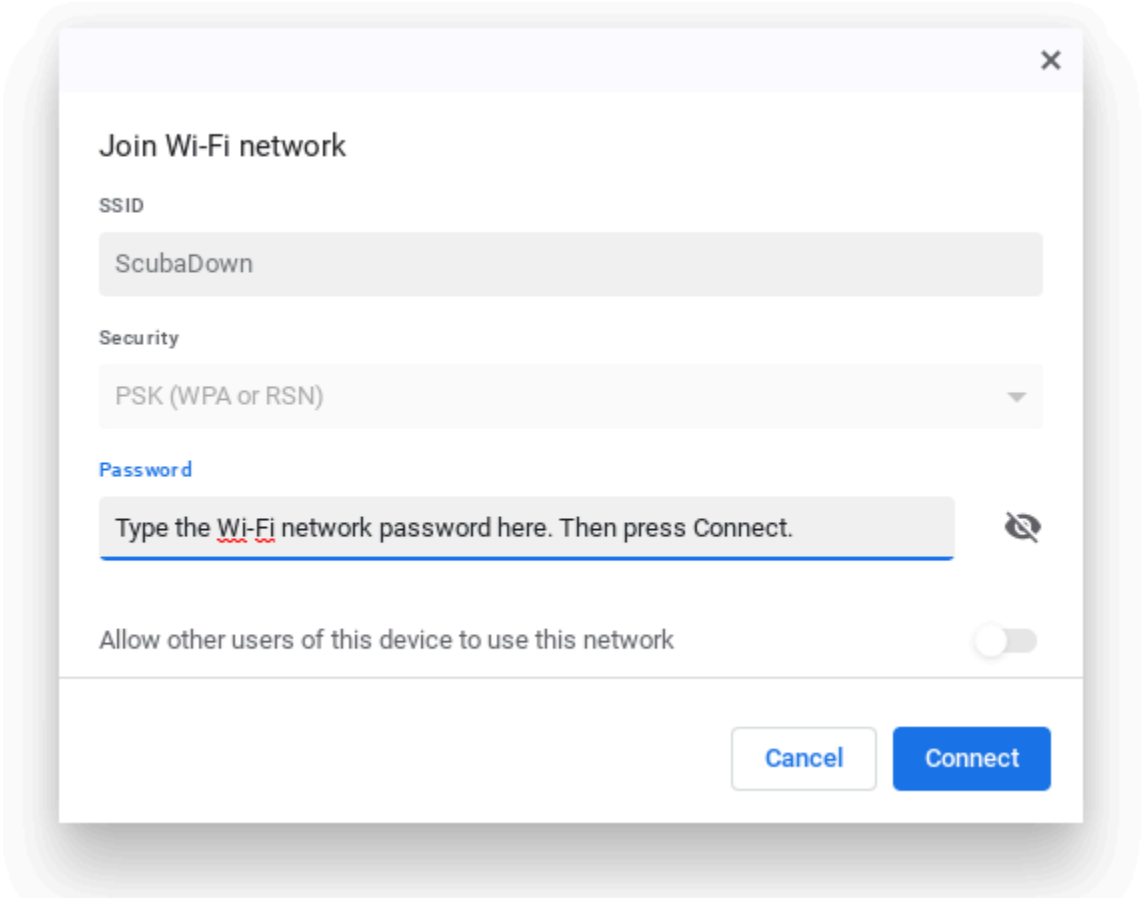 Join Wi-Fi network
SSID
ScubaDown
Security
PSK (WPA or RSN)
Password
Type the Wi-Fi network password here. Then press Connect.
Allow other users of this device to use this network
Cancel
Connect